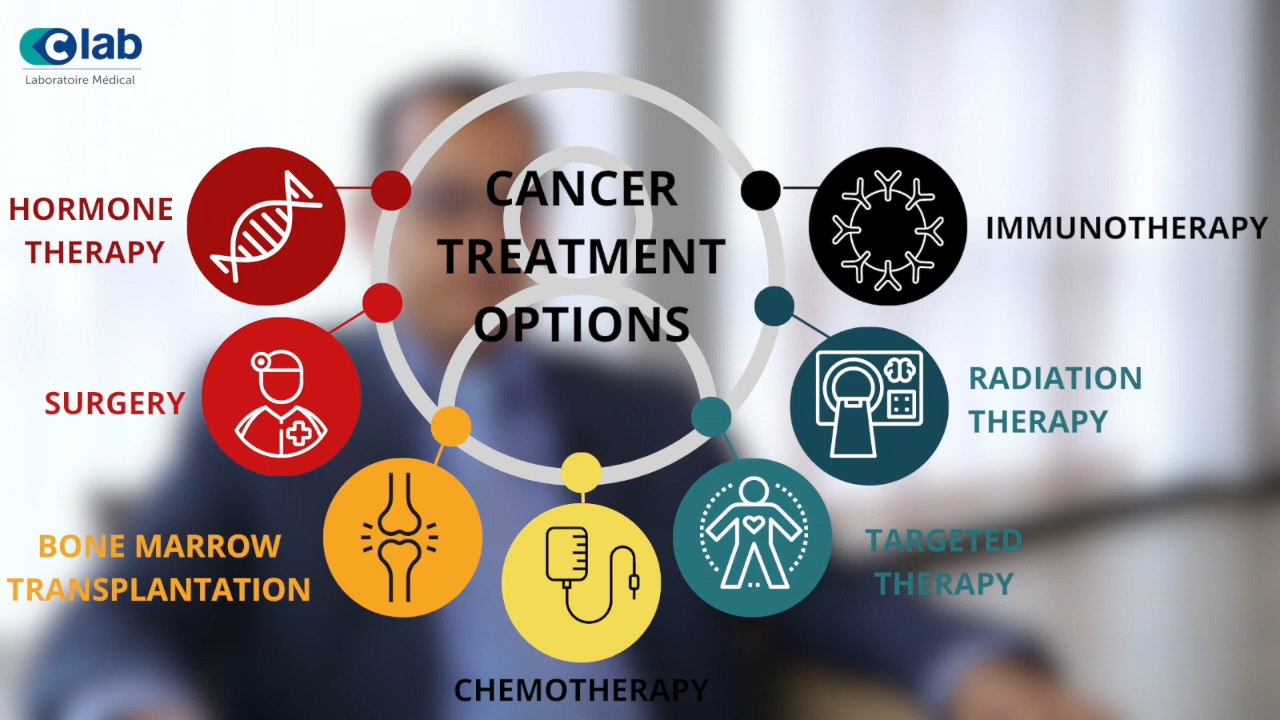 clab
Laboratoire Médical
CANCER
TREATMENT
OPTIONS
HORMONE
THERAPY
SURGERY
BONE MARROW
TRANSPLANTATION
CHEMOTHERAPY
TARGETED
THERAPY
RADIATION
THERAPY
IMMUNOTHERAPY